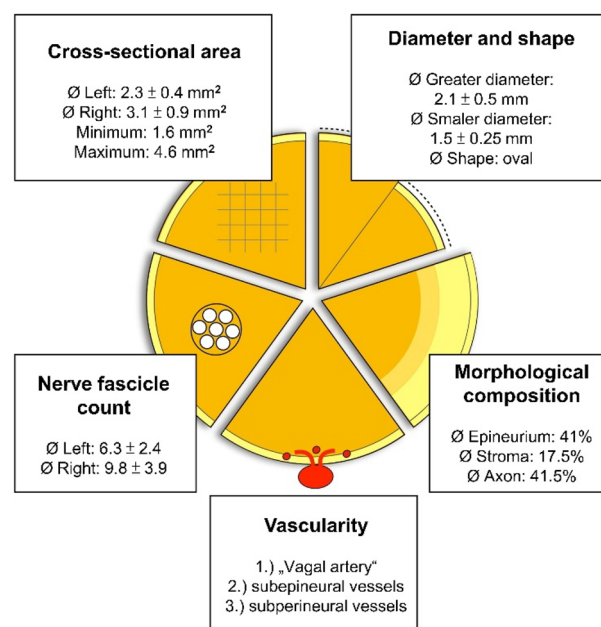 Cross-sectional area
Ø Left: 2.3 ± 0.4 mm²
Ø Right: 3.1 ± 0.9 mm²
Minimum: 1.6 mm²
Maximum: 4.6 mm²
Diameter and shape
Ø Greater diameter:
2.1 ± 0.5 mm
Ø Smaler diameter:
1.5 ± 0.25 mm
Ø Shape: oval
Nerve fascicle
count
Ø Left: 6.3 ± 2.4
Ø Right: 9.8 ± 3.9
Morphological
composition
Ø Epineurium: 41%
Ø Stroma: 17.5%
Ø Axon: 41.5%
Vascularity
1.) „Vagal artery“
2.) subepineural vessels
3.) subperineural vessels